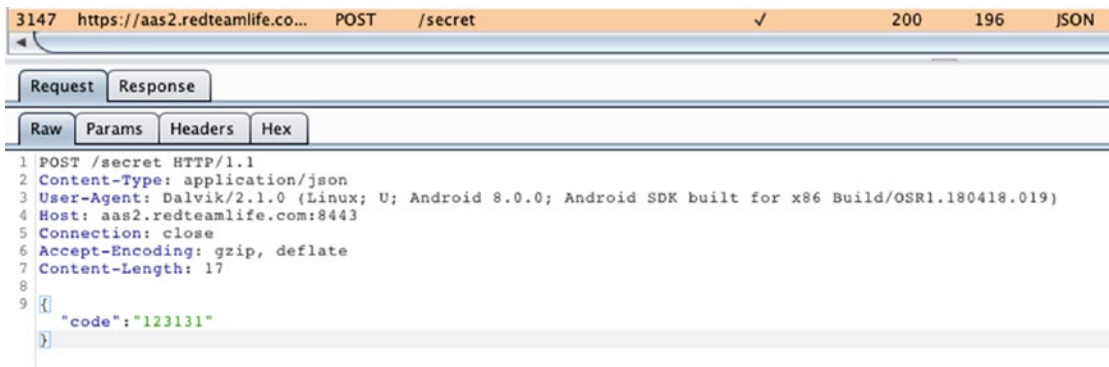 3147 https://aas2.redteamlife.co... POST /secret ✓ 200 196 JSON
Request Response
Raw Params Headers Hex
1 POST /secret HTTP/1.1
2 Content-Type: application/json
3 User-Agent: Dalvik/2.1.0 (Linux; U; Android 8.0.0; Android SDK built for x86 Build/OSR1.180418.019)
4 Host: aas2.redteamlife.com:8443
5 Connection: close
6 Accept-Encoding: gzip, deflate
7 Content-Length: 17
8
9 {
"code":"123131"
}